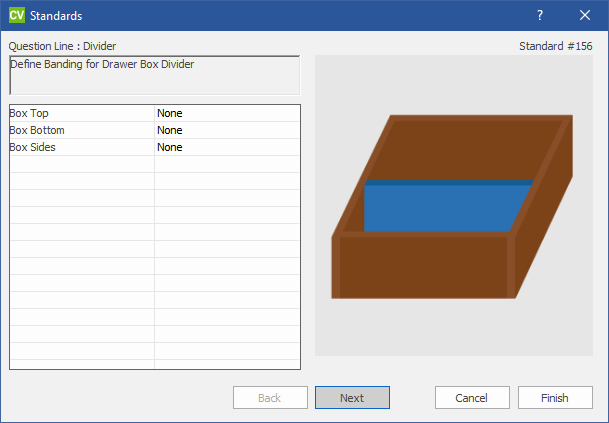 CV Standards ?
Question Line : Divider Standard #156
Define Banding for Drawer Box Divider
Box Top None
Box Bottom None
Box Sides None
Back Next Cancel Finish